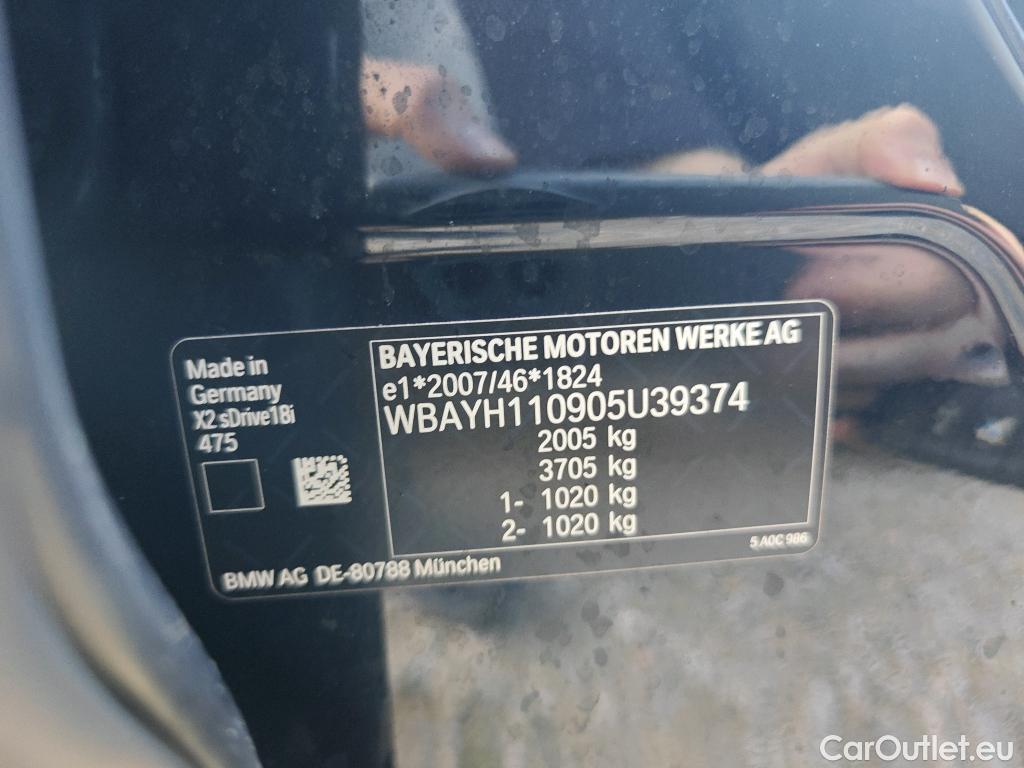 Made in
Germany
X2 sDrive18i
475
BAYERISCHE MOTOREN WERKE AG
e1*2007/46*1824
WBAYH110905U39374
2005 kg
3705 kg
1- 1020 kg
2- 1020 kg
5 A0C 986
BMW AG DE-80788 München
CarOutlet.eu